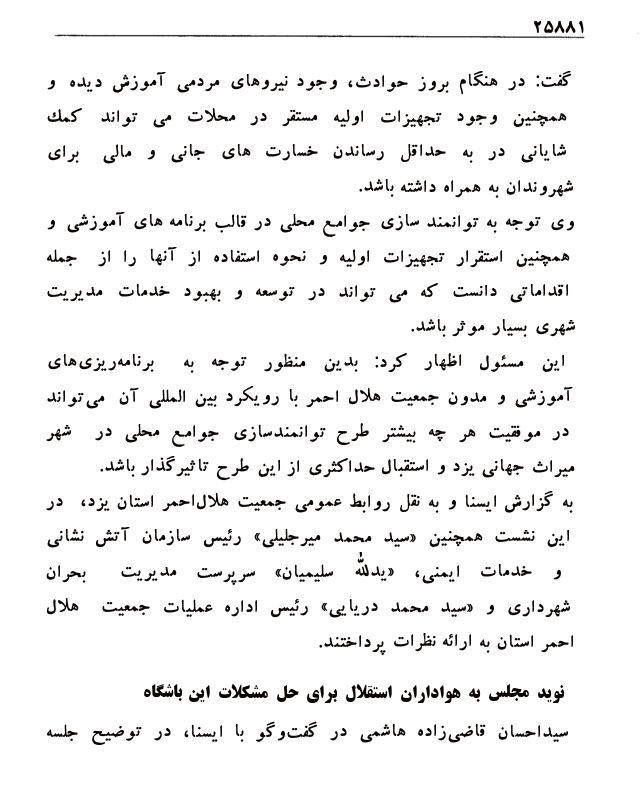 ۲۵۸۸۱
گفت: در هنگام بروز حوادث، وجود نیروهای مردمی آموزش دیده و
همچنین وجود تجهیزات اولیه مستقر در محلات می تواند کمك
شایانی در به حداقل رساندن خسارت های جانی و مالی برای
شهروندان به همراه داشته باشد.
وی توجه به توانمند سازی جوامع محلی در قالب برنامه های آموزشی و
همچنین استقرار تجهیزات اولیه و نحوه استفاده از آنها را از جمله
اقداماتی دانست که می تواند در توسعه و بهبود خدمات مدیریت
شهری بسیار موثر باشد.
این مسئول اظهار کرد: بدین منظور توجه به برنامه‌ریزی‌های
آموزشی و مدون جمعیت هلال احمر با رویکرد بین المللی آن می‌تواند
در موفقیت هر چه بیشتر طرح توانمندسازی جوامع محلی در شهر
میراث جهانی یزد و استقبال حداکثری از این طرح تاثیرگذار باشد.
به گزارش ایسنا و به نقل روابط عمومی جمعیت هلال‌احمر استان یزد، در
این نشست همچنین «سید محمد میرجلیلی» رئیس سازمان آتش نشانی
و خدمات ایمنی، «یدالله سلیمیان» سرپرست مدیریت بحران
شهرداری و «سید محمد دریایی» رئیس اداره عملیات جمعیت هلال
احمر استان به ارائه نظرات پرداختند.
نوید مجلس به هواداران استقلال برای حل مشکلات این باشگاه
سیداحسان قاضی‌زاده هاشمی در گفت‌وگو با ایسنا، در توضیح جلسه